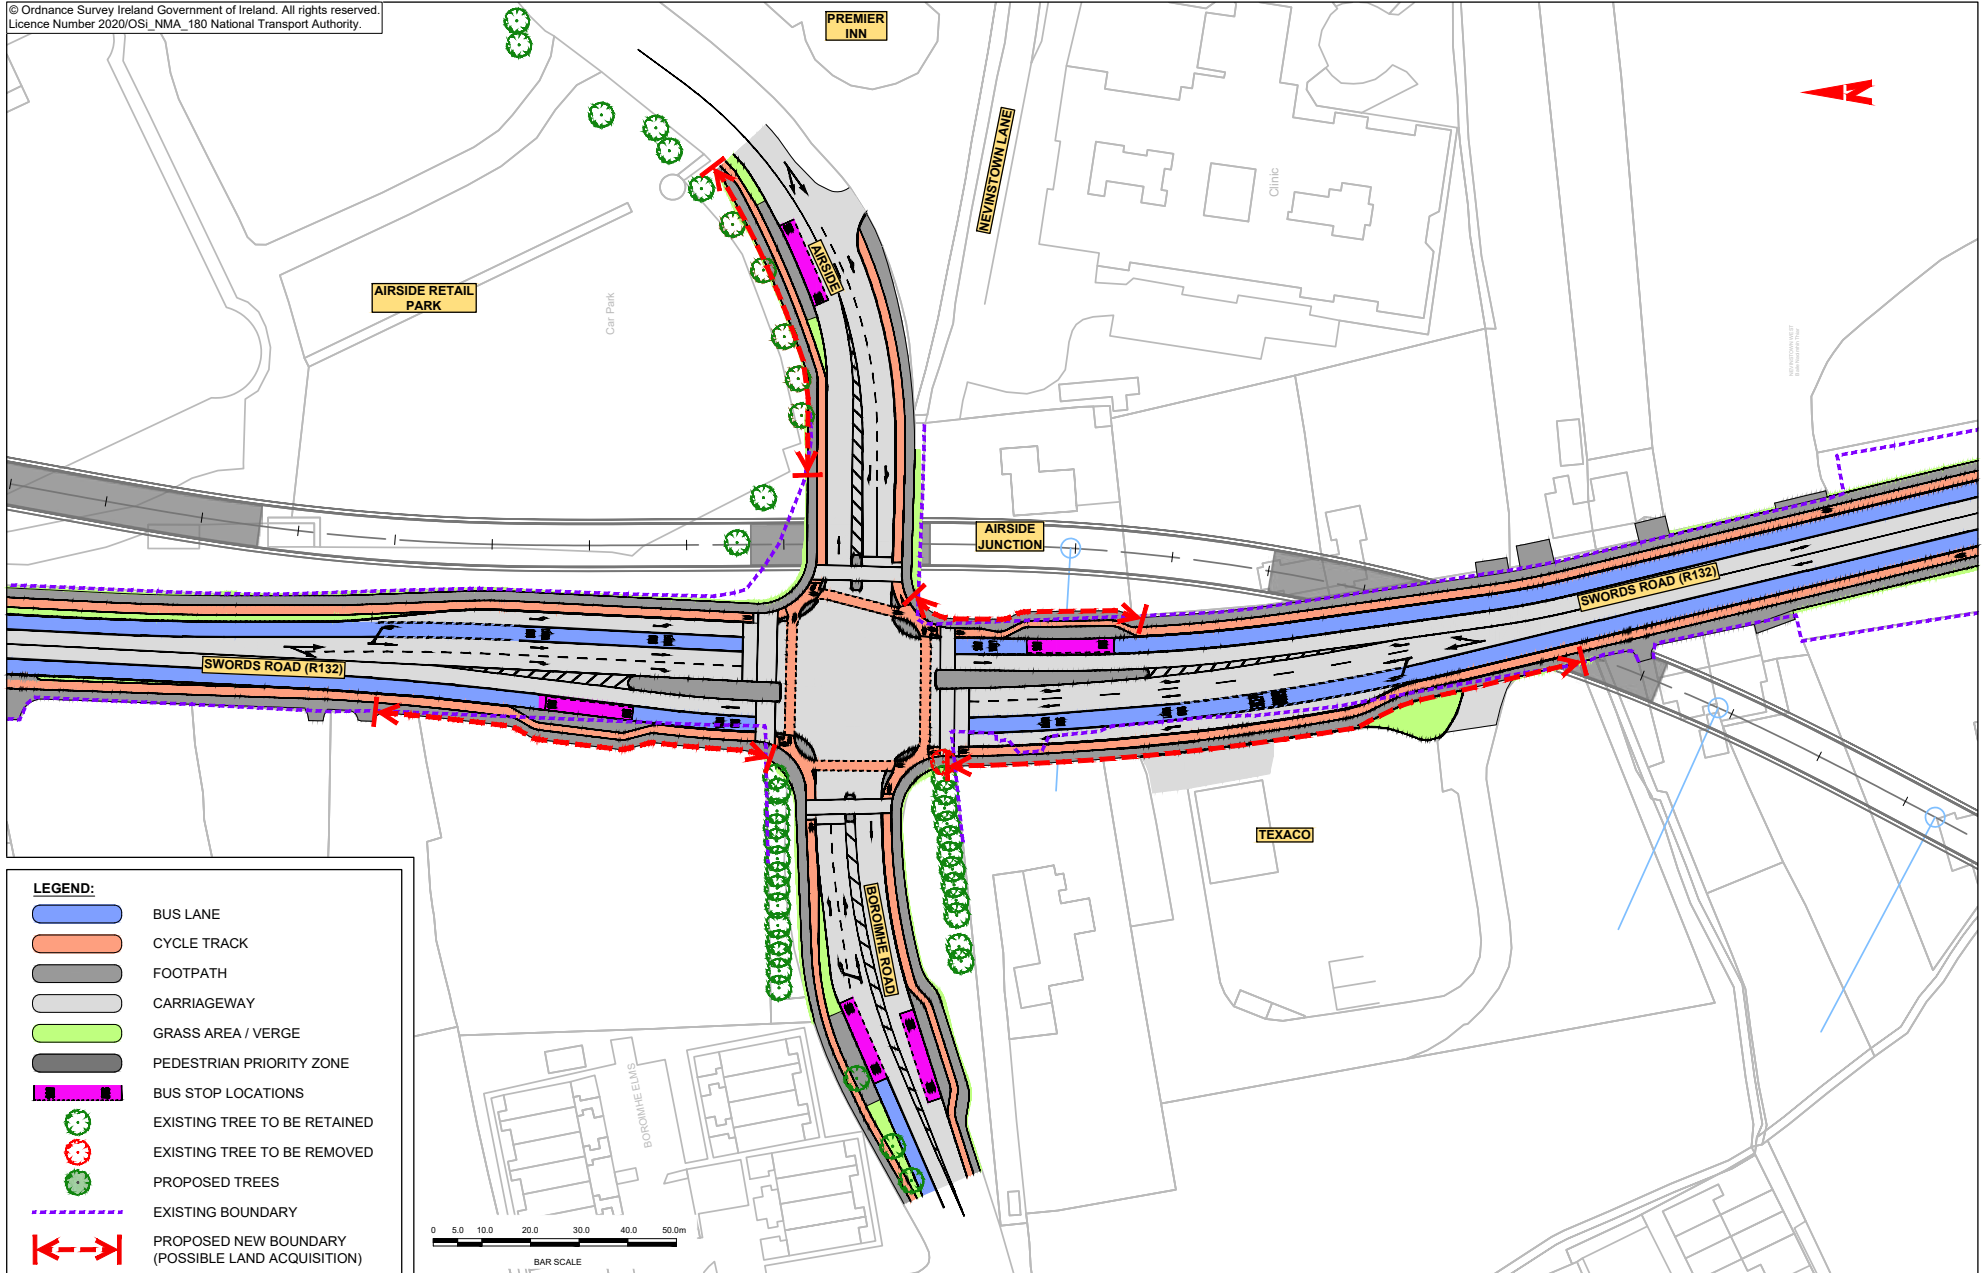 © Ordnance Survey Ireland Government of Ireland. All rights reserved.
Licence Number 2020/OSi_NMA_180 National Transport Authority.
PREMIER
INN
N
NEVINSTOWN LANE
Clinic
AIRSIDE
AIRSIDE RETAIL
PARK
Car Park
AIRSIDE
JUNCTION
SWORDS ROAD (R132)
SWORDS ROAD (R132)
TEXACO
BOROIMHE ROAD
BOROIMHE ELMS
LEGEND:
BUS LANE
CYCLE TRACK
FOOTPATH
CARRIAGEWAY
GRASS AREA / VERGE
PEDESTRIAN PRIORITY ZONE
BUS STOP LOCATIONS
EXISTING TREE TO BE RETAINED
EXISTING TREE TO BE REMOVED
PROPOSED TREES
EXISTING BOUNDARY
PROPOSED NEW BOUNDARY
(POSSIBLE LAND ACQUISITION)
0 5.0 10.0 20.0 30.0 40.0 50.0m
BAR SCALE